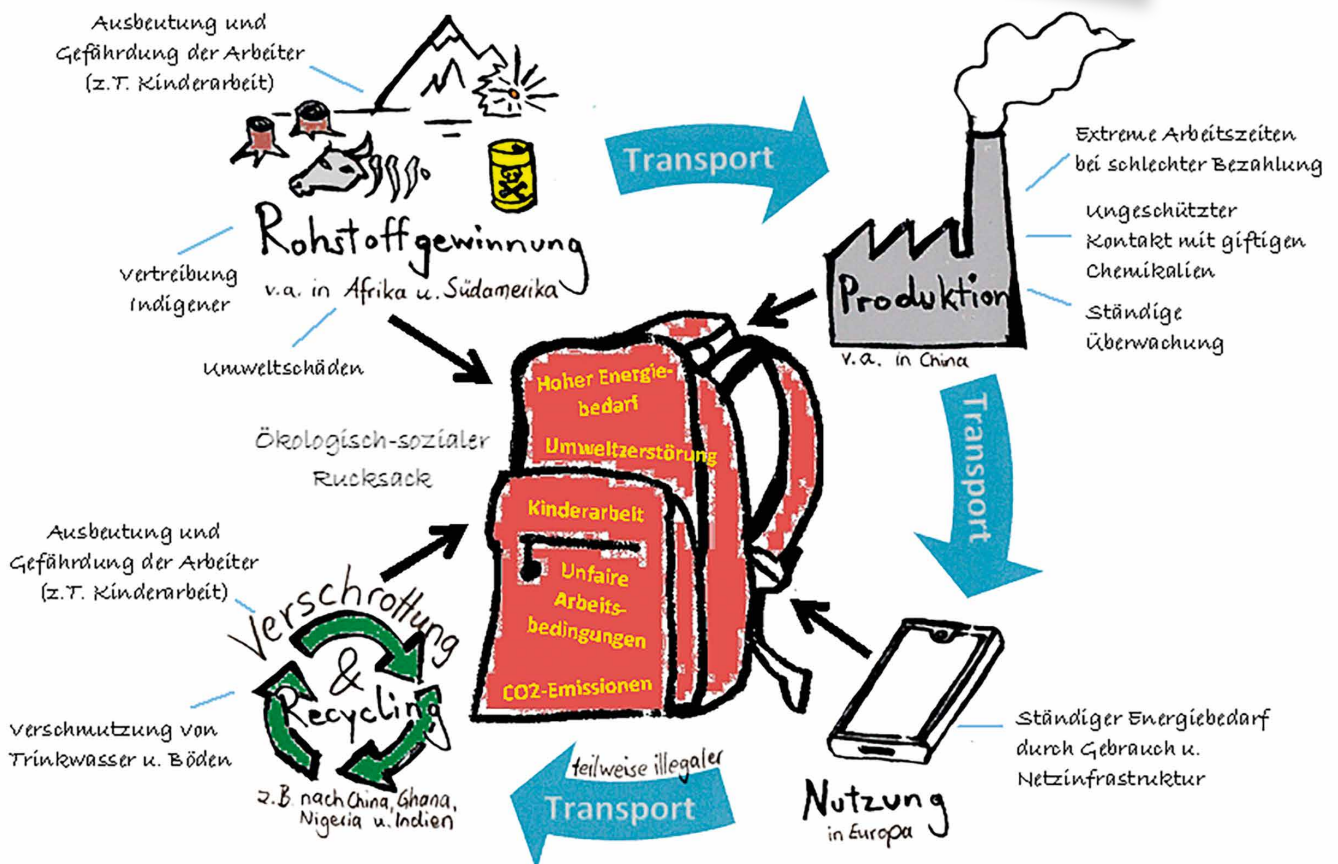 Ausbeutung und
Gefährdung der Arbeiter
(z.T. Kinderarbeit)
Rohstoffgewinnung
v.a. in Afrika u. Südamerika
Vertreibung
Indigener
Umweltschäden
Transport
Extreme Arbeitszeiten
bei schlechter Bezahlung
Ungeschützter
Kontakt mit giftigen
Chemikalien
Ständige
Überwachung
Produktion
v.a. in China
Transport
Ökologisch-sozialer
Rucksack
Hoher Energie-
bedarf
Umweltzerstörung
Kinderarbeit
Unfaire
Arbeits-
bedingungen
CO2-Emissionen
Ausbeutung und
Gefährdung der Arbeiter
(z.T. Kinderarbeit)
Verschrottung
&
Recycling
Verschmutzung von
Trinkwasser u. Böden
z.B. nach China, Ghana,
Nigeria u. Indien
teilweise illegaler
Transport
Nutzung
in Europa
Ständiger Energiebedarf
durch Gebrauch u.
Netzinfrastruktur